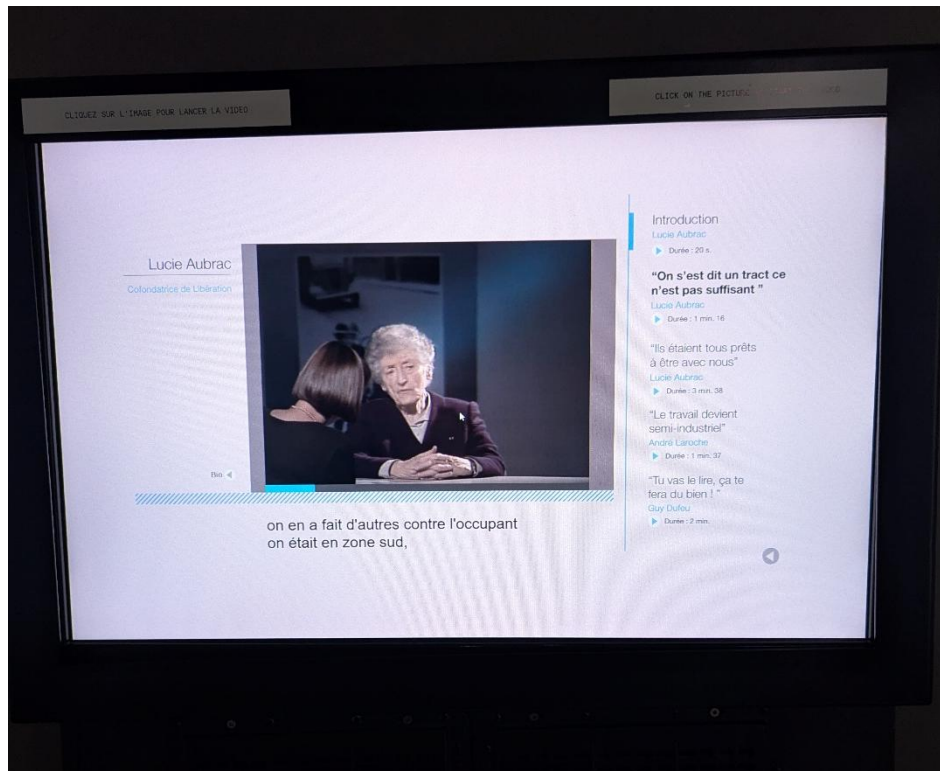 CLIQUEZ SUR L'IMAGE POUR LANCER LA VIDEO
CLICK ON THE PICTURE
Lucie Aubrac
Cofondatrice de Libération
Bio
on en a fait d'autres contre l'occupant
on était en zone sud,
Introduction
Lucie Aubrac
Durée : 20 s.
“On s'est dit un tract ce
n'est pas suffisant ”
Lucie Aubrac
Durée : 1 min. 16
“Ils étaient tous prêts
à être avec nous”
Lucie Aubrac
Durée : 3 min. 38
“Le travail devient
semi-industriel”
André Laroche
Durée : 1 min. 37
“Tu vas le lire, ça te
fera du bien ! ”
Guy Dufeu
Durée : 2 min.